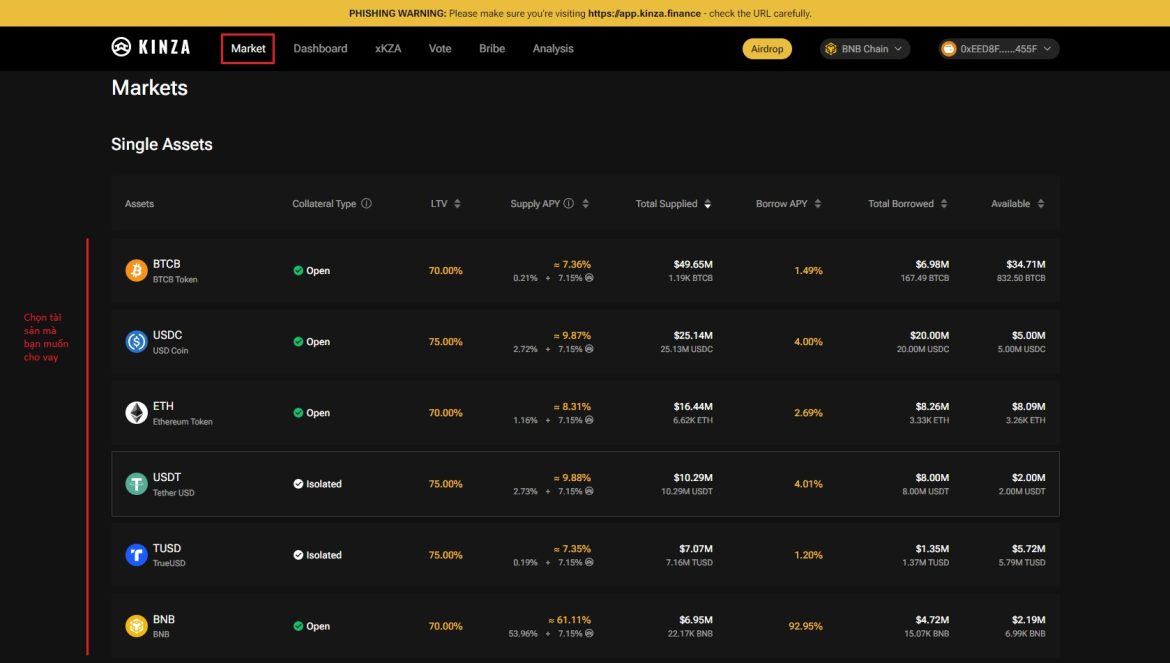 PHISHING WARNING: Please make sure you're visiting https://app.kinza.finance - check the URL carefully.
KINZA Market Dashboard xKZA Vote Bribe Analysis Airdrop BNB Chain 0xEED8F......455F
Markets
Single Assets
Assets Collateral Type LTV Supply APY Total Supplied Borrow APY Total Borrowed Available
BTCB Open 70.00% ≈ 7.36% $49.65M 1.49% $6.98M $34.71M
BTCB Token 0.21% + 7.15% 1.19K BTCB 167.49 BTCB 832.50 BTCB
Chọn tài
sản mà
bạn muốn
cho vay
USDC Open 75.00% ≈ 9.87% $25.14M 4.00% $20.00M $5.00M
USD Coin 2.72% + 7.15% 25.13M USDC 20.00M USDC 5.00M USDC
ETH Open 70.00% ≈ 8.31% $16.44M 2.69% $8.26M $8.09M
Ethereum Token 1.16% + 7.15% 6.62K ETH 3.33K ETH 3.26K ETH
USDT Isolated 75.00% ≈ 9.88% $10.29M 4.01% $8.00M $2.00M
Tether USD 2.73% + 7.15% 10.29M USDT 8.00M USDT 2.00M USDT
TUSD Isolated 75.00% ≈ 7.35% $7.07M 1.20% $1.35M $5.72M
TrueUSD 0.19% + 7.15% 7.16M TUSD 1.37M TUSD 5.79M TUSD
BNB Open 70.00% ≈ 61.11% $6.95M 92.95% $4.72M $2.19M
BNB 53.96% + 7.15% 22.17K BNB 15.07K BNB 6.99K BNB